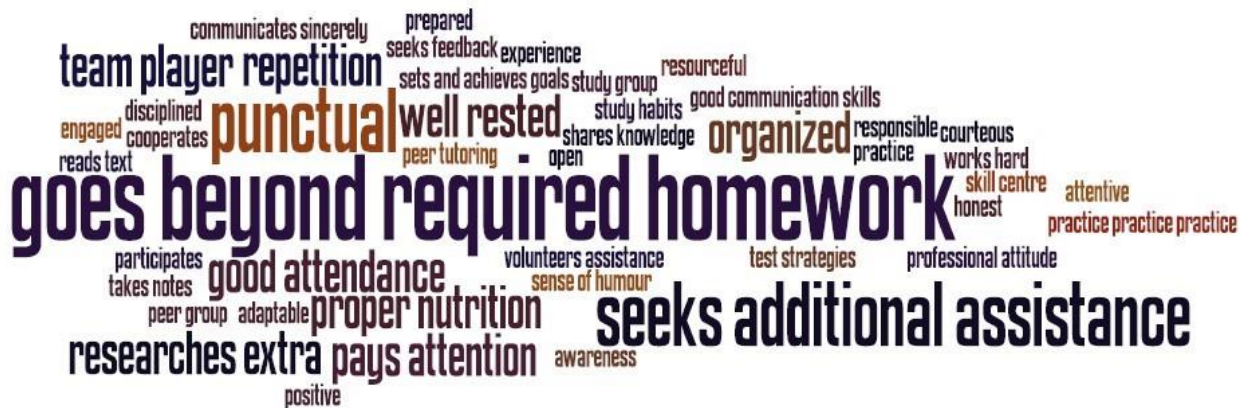 communicates sincerely
prepared
seeks feedback
experience
team player
repetition
sets and achieves goals
study group
resourceful
disciplined
punctual
well rested
study habits
good communication skills
engaged
cooperates
shares knowledge
organized
responsible
courteous
reads text
peer tutoring
open
practice
works hard
goes beyond required homework
skill centre
attentive
honest
practice practice practice
participates
good attendance
volunteers assistance
test strategies
professional attitude
takes notes
sense of humour
peer group
adaptable
proper nutrition
seeks additional assistance
researches extra
pays attention
awareness
positive